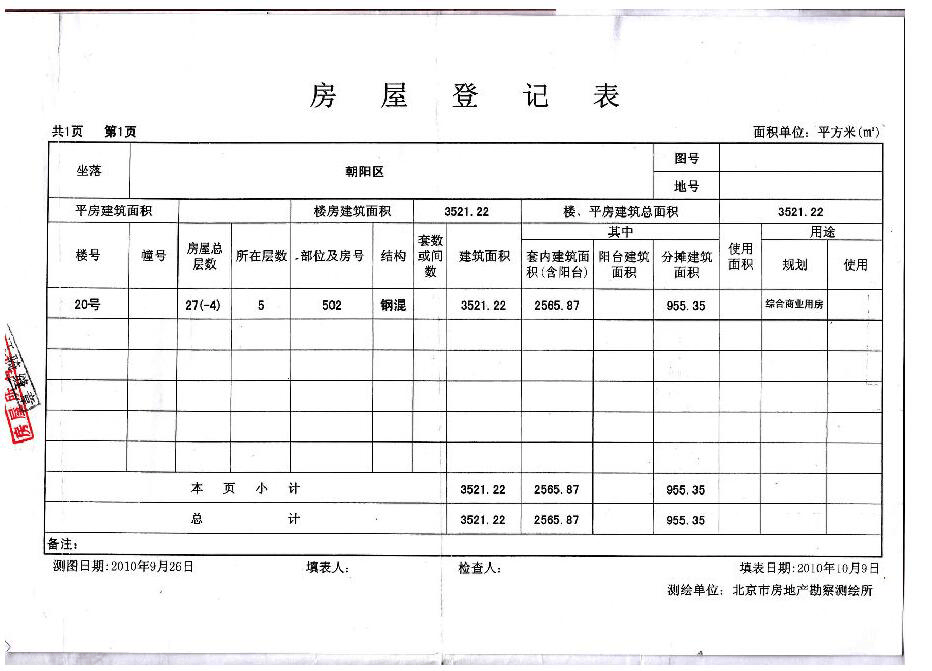 房屋登记表
共1页 第1页 面积单位：平方米(㎡)
坐落 朝阳区 图号
地号
平房建筑面积 楼房建筑面积 3521.22 楼、平房建筑总面积 3521.22
楼号 幢号 房屋总层数 所在层数 部位及房号 结构 套数或间数 建筑面积 其中 使用面积 用途
套内建筑面积(含阳台) 阳台建筑面积 分摊建筑面积 规划 使用
20号 27(-4) 5 502 钢混 3521.22 2565.87 955.35 综合商业用房
本页小计 3521.22 2565.87 955.35
总计 3521.22 2565.87 955.35
备注：
测图日期：2010年9月26日 填表人： 检查人： 填表日期：2010年10月9日
测绘单位：北京市房地产勘察测绘所
房屋